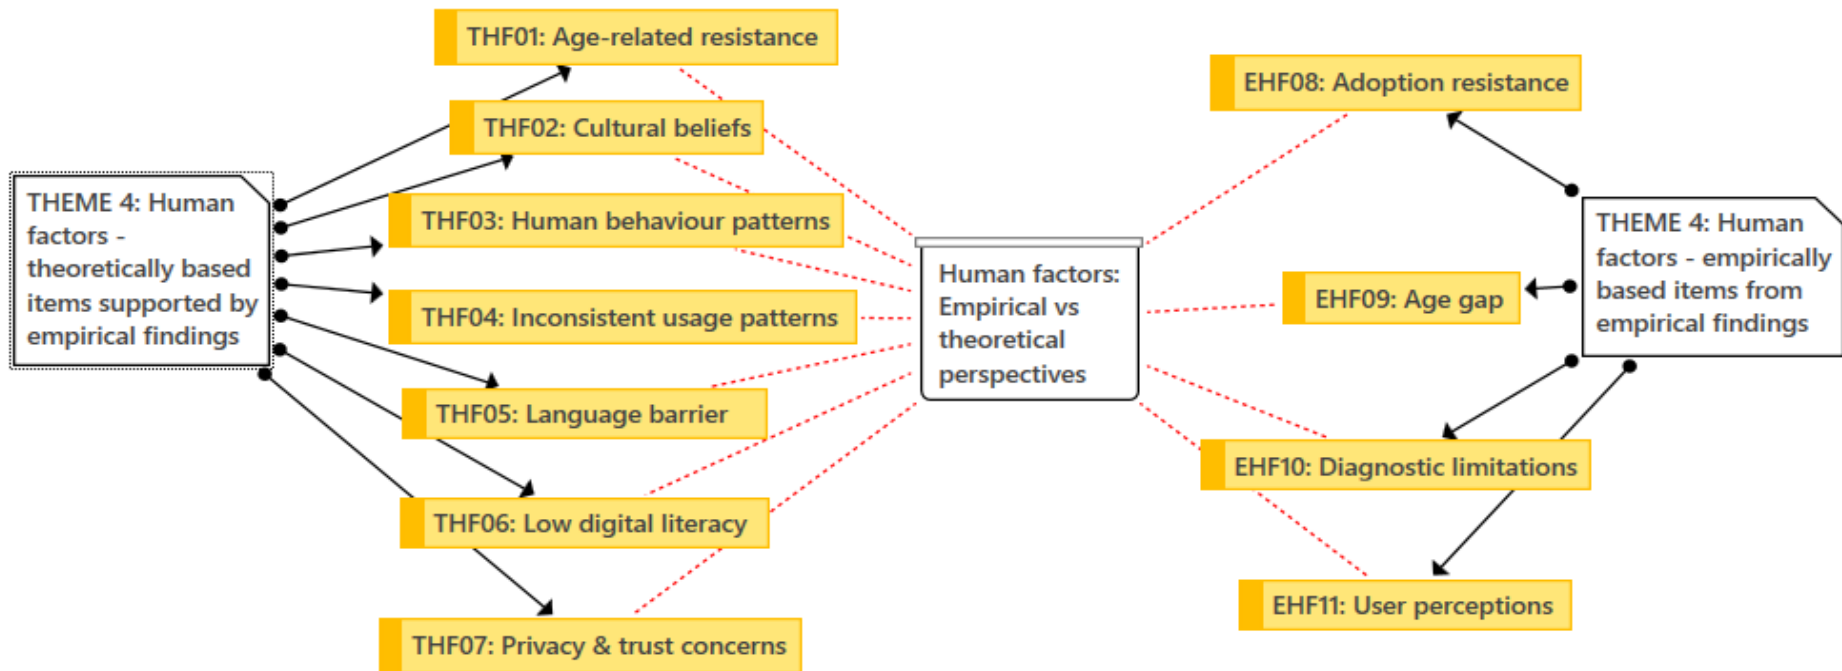 THEME 4: Human
factors -
theoretically based
items supported by
empirical findings
THF01: Age-related resistance
THF02: Cultural beliefs
THF03: Human behaviour patterns
THF04: Inconsistent usage patterns
THF05: Language barrier
THF06: Low digital literacy
THF07: Privacy & trust concerns
Human factors:
Empirical vs
theoretical
perspectives
EHF08: Adoption resistance
EHF09: Age gap
EHF10: Diagnostic limitations
EHF11: User perceptions
THEME 4: Human
factors - empirically
based items from
empirical findings